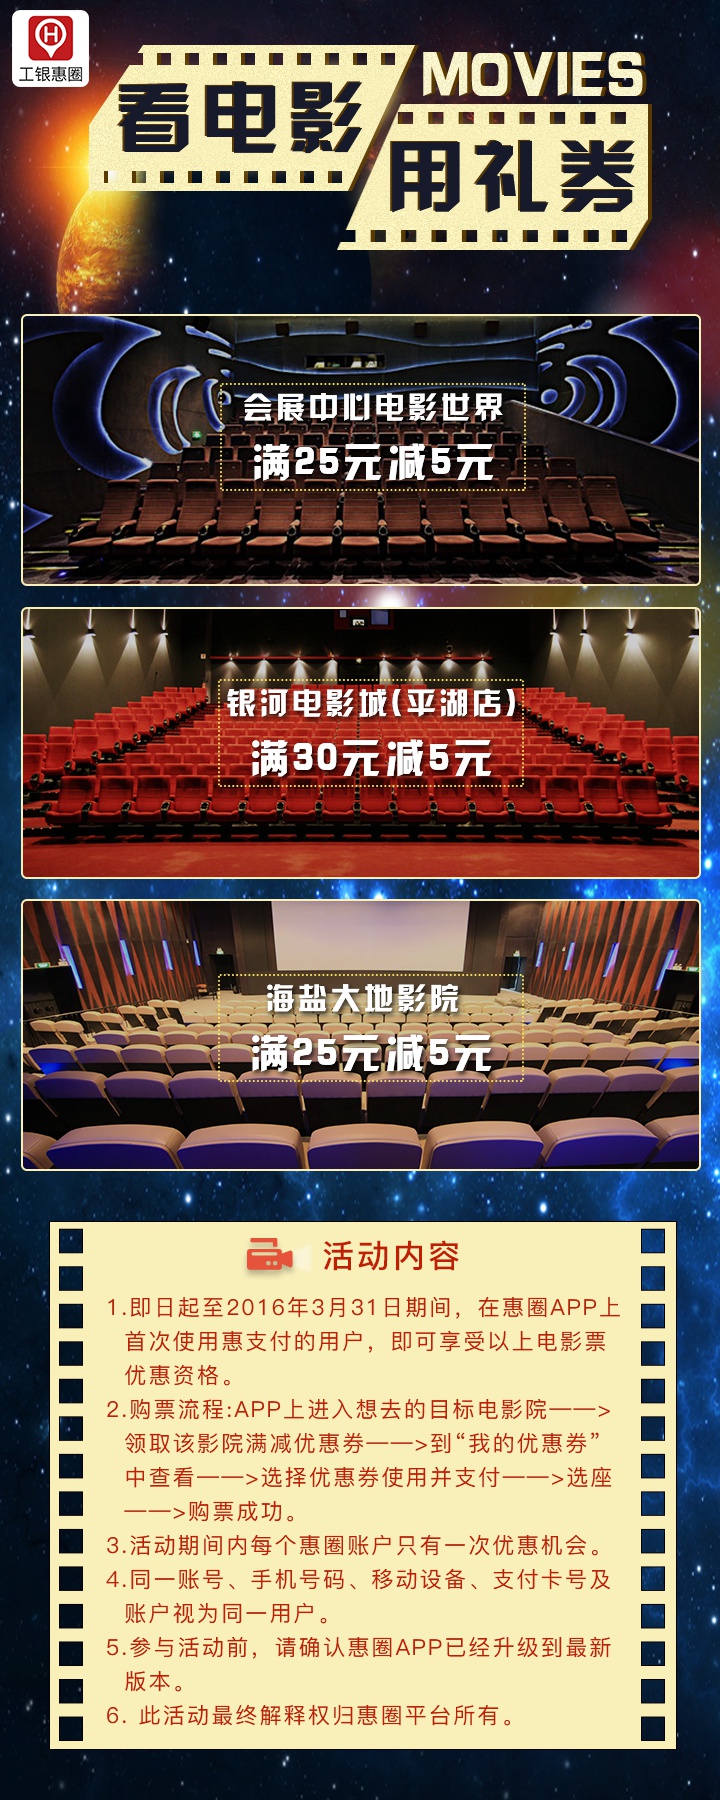 工银惠圈
看电影
MOVIES
用礼券
会展中心电影世界
满25元减5元
银河电影城(平湖店)
满30元减5元
海盐大地影院
满25元减5元
活动内容
1.即日起至2016年3月31日期间，在惠圈APP上
首次使用惠支付的用户，即可享受以上电影票
优惠资格。
2.购票流程:APP上进入想去的目标电影院——>
领取该影院满减优惠券——>到“我的优惠券”
中查看——>选择优惠券使用并支付——>选座
——>购票成功。
3.活动期间内每个惠圈账户只有一次优惠机会。
4.同一账号、手机号码、移动设备、支付卡号及
账户视为同一用户。
5.参与活动前，请确认惠圈APP已经升级到最新
版本。
6. 此活动最终解释权归惠圈平台所有。